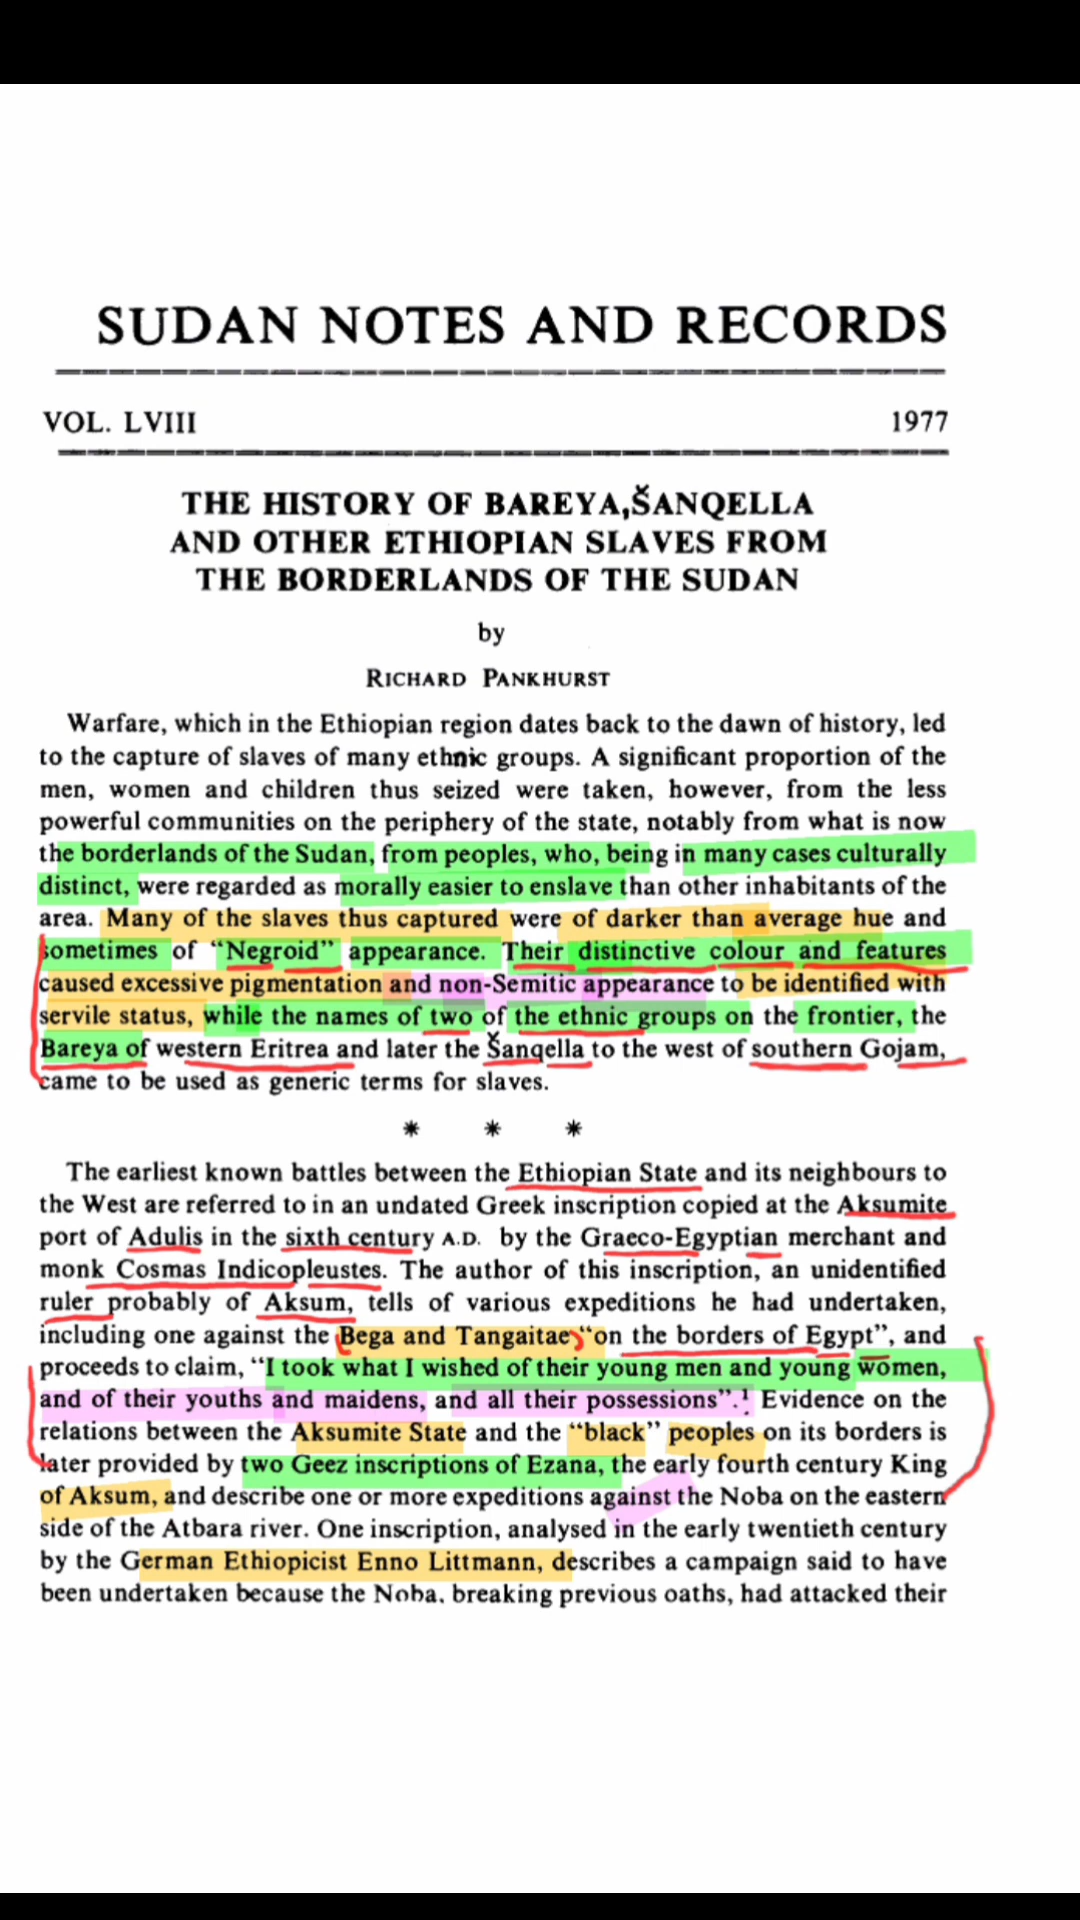 SUDAN NOTES AND RECORDS
VOL. LVIII 1977
THE HISTORY OF BAREYA,ŠANQELLA
AND OTHER ETHIOPIAN SLAVES FROM
THE BORDERLANDS OF THE SUDAN
by
RICHARD PANKHURST
Warfare, which in the Ethiopian region dates back to the dawn of history, led
to the capture of slaves of many ethnic groups. A significant proportion of the
men, women and children thus seized were taken, however, from the less
powerful communities on the periphery of the state, notably from what is now
the borderlands of the Sudan, from peoples, who, being in many cases culturally
distinct, were regarded as morally easier to enslave than other inhabitants of the
area. Many of the slaves thus captured were of darker than average hue and
sometimes of “Negroid” appearance. Their distinctive colour and features
caused excessive pigmentation and non-Semitic appearance to be identified with
servile status, while the names of two of the ethnic groups on the frontier, the
Bareya of western Eritrea and later the Šanqella to the west of southern Gojam,
came to be used as generic terms for slaves.
* * *
The earliest known battles between the Ethiopian State and its neighbours to
the West are referred to in an undated Greek inscription copied at the Aksumite
port of Adulis in the sixth century A.D. by the Graeco-Egyptian merchant and
monk Cosmas Indicopleustes. The author of this inscription, an unidentified
ruler probably of Aksum, tells of various expeditions he had undertaken,
including one against the Bega and Tangaitae, “on the borders of Egypt”, and
proceeds to claim, “I took what I wished of their young men and young women,
and of their youths and maidens, and all their possessions”.¹ Evidence on the
relations between the Aksumite State and the “black” peoples on its borders is
later provided by two Geez inscriptions of Ezana, the early fourth century King
of Aksum, and describe one or more expeditions against the Noba on the eastern
side of the Atbara river. One inscription, analysed in the early twentieth century
by the German Ethiopicist Enno Littmann, describes a campaign said to have
been undertaken because the Noba, breaking previous oaths, had attacked their